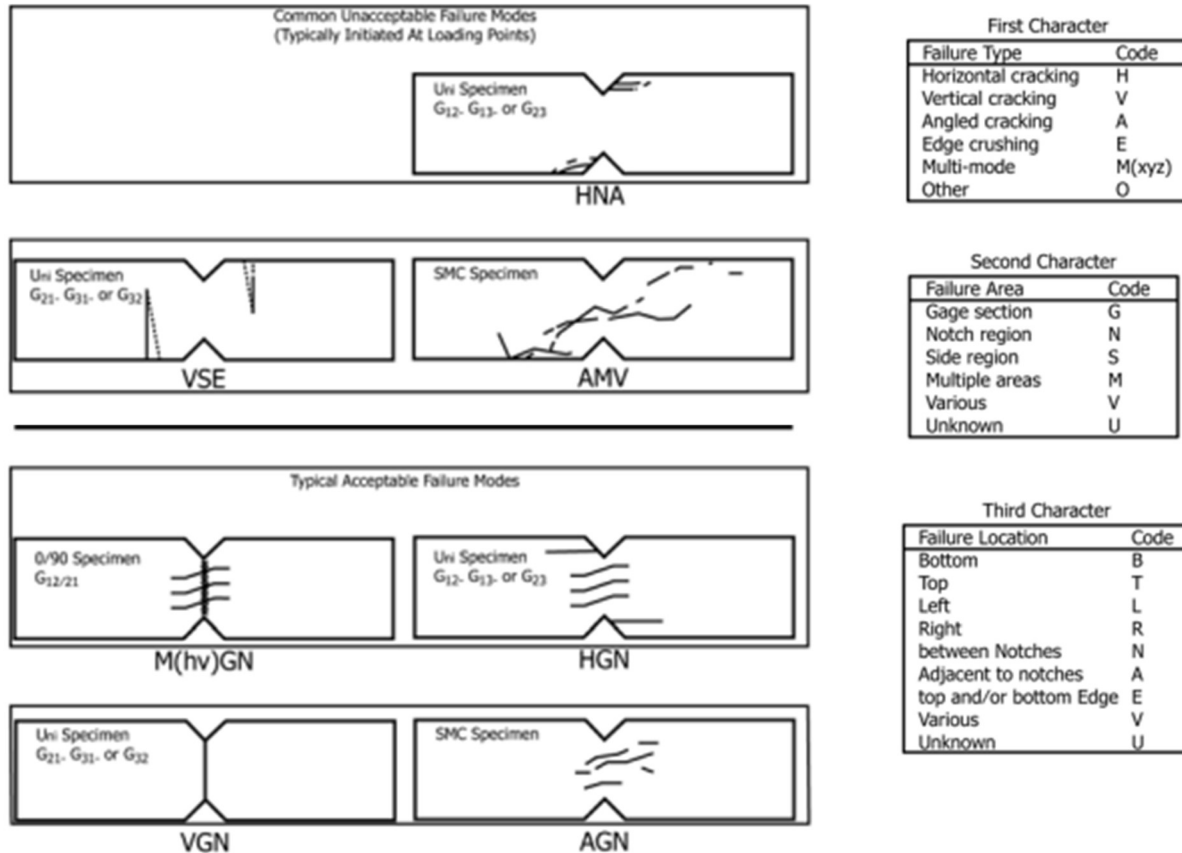 Common Unacceptable Failure Modes
(Typically Initiated At Loading Points)
Uni Specimen
G12- G13- or G23
HNA
Uni Specimen
G21- G31- or G32
VSE
SMC Specimen
AMV
Typical Acceptable Failure Modes
0/90 Specimen
G12/21
M(hv)GN
Uni Specimen
G12- G13- or G23
HGN
Uni Specimen
G21- G31- or G32
VGN
SMC Specimen
AGN
First Character
Failure Type Code
Horizontal cracking H
Vertical cracking V
Angled cracking A
Edge crushing E
Multi-mode M(xyz)
Other O
Second Character
Failure Area Code
Gage section G
Notch region N
Side region S
Multiple areas M
Various V
Unknown U
Third Character
Failure Location Code
Bottom B
Top T
Left L
Right R
between Notches N
Adjacent to notches A
top and/or bottom Edge E
Various V
Unknown U